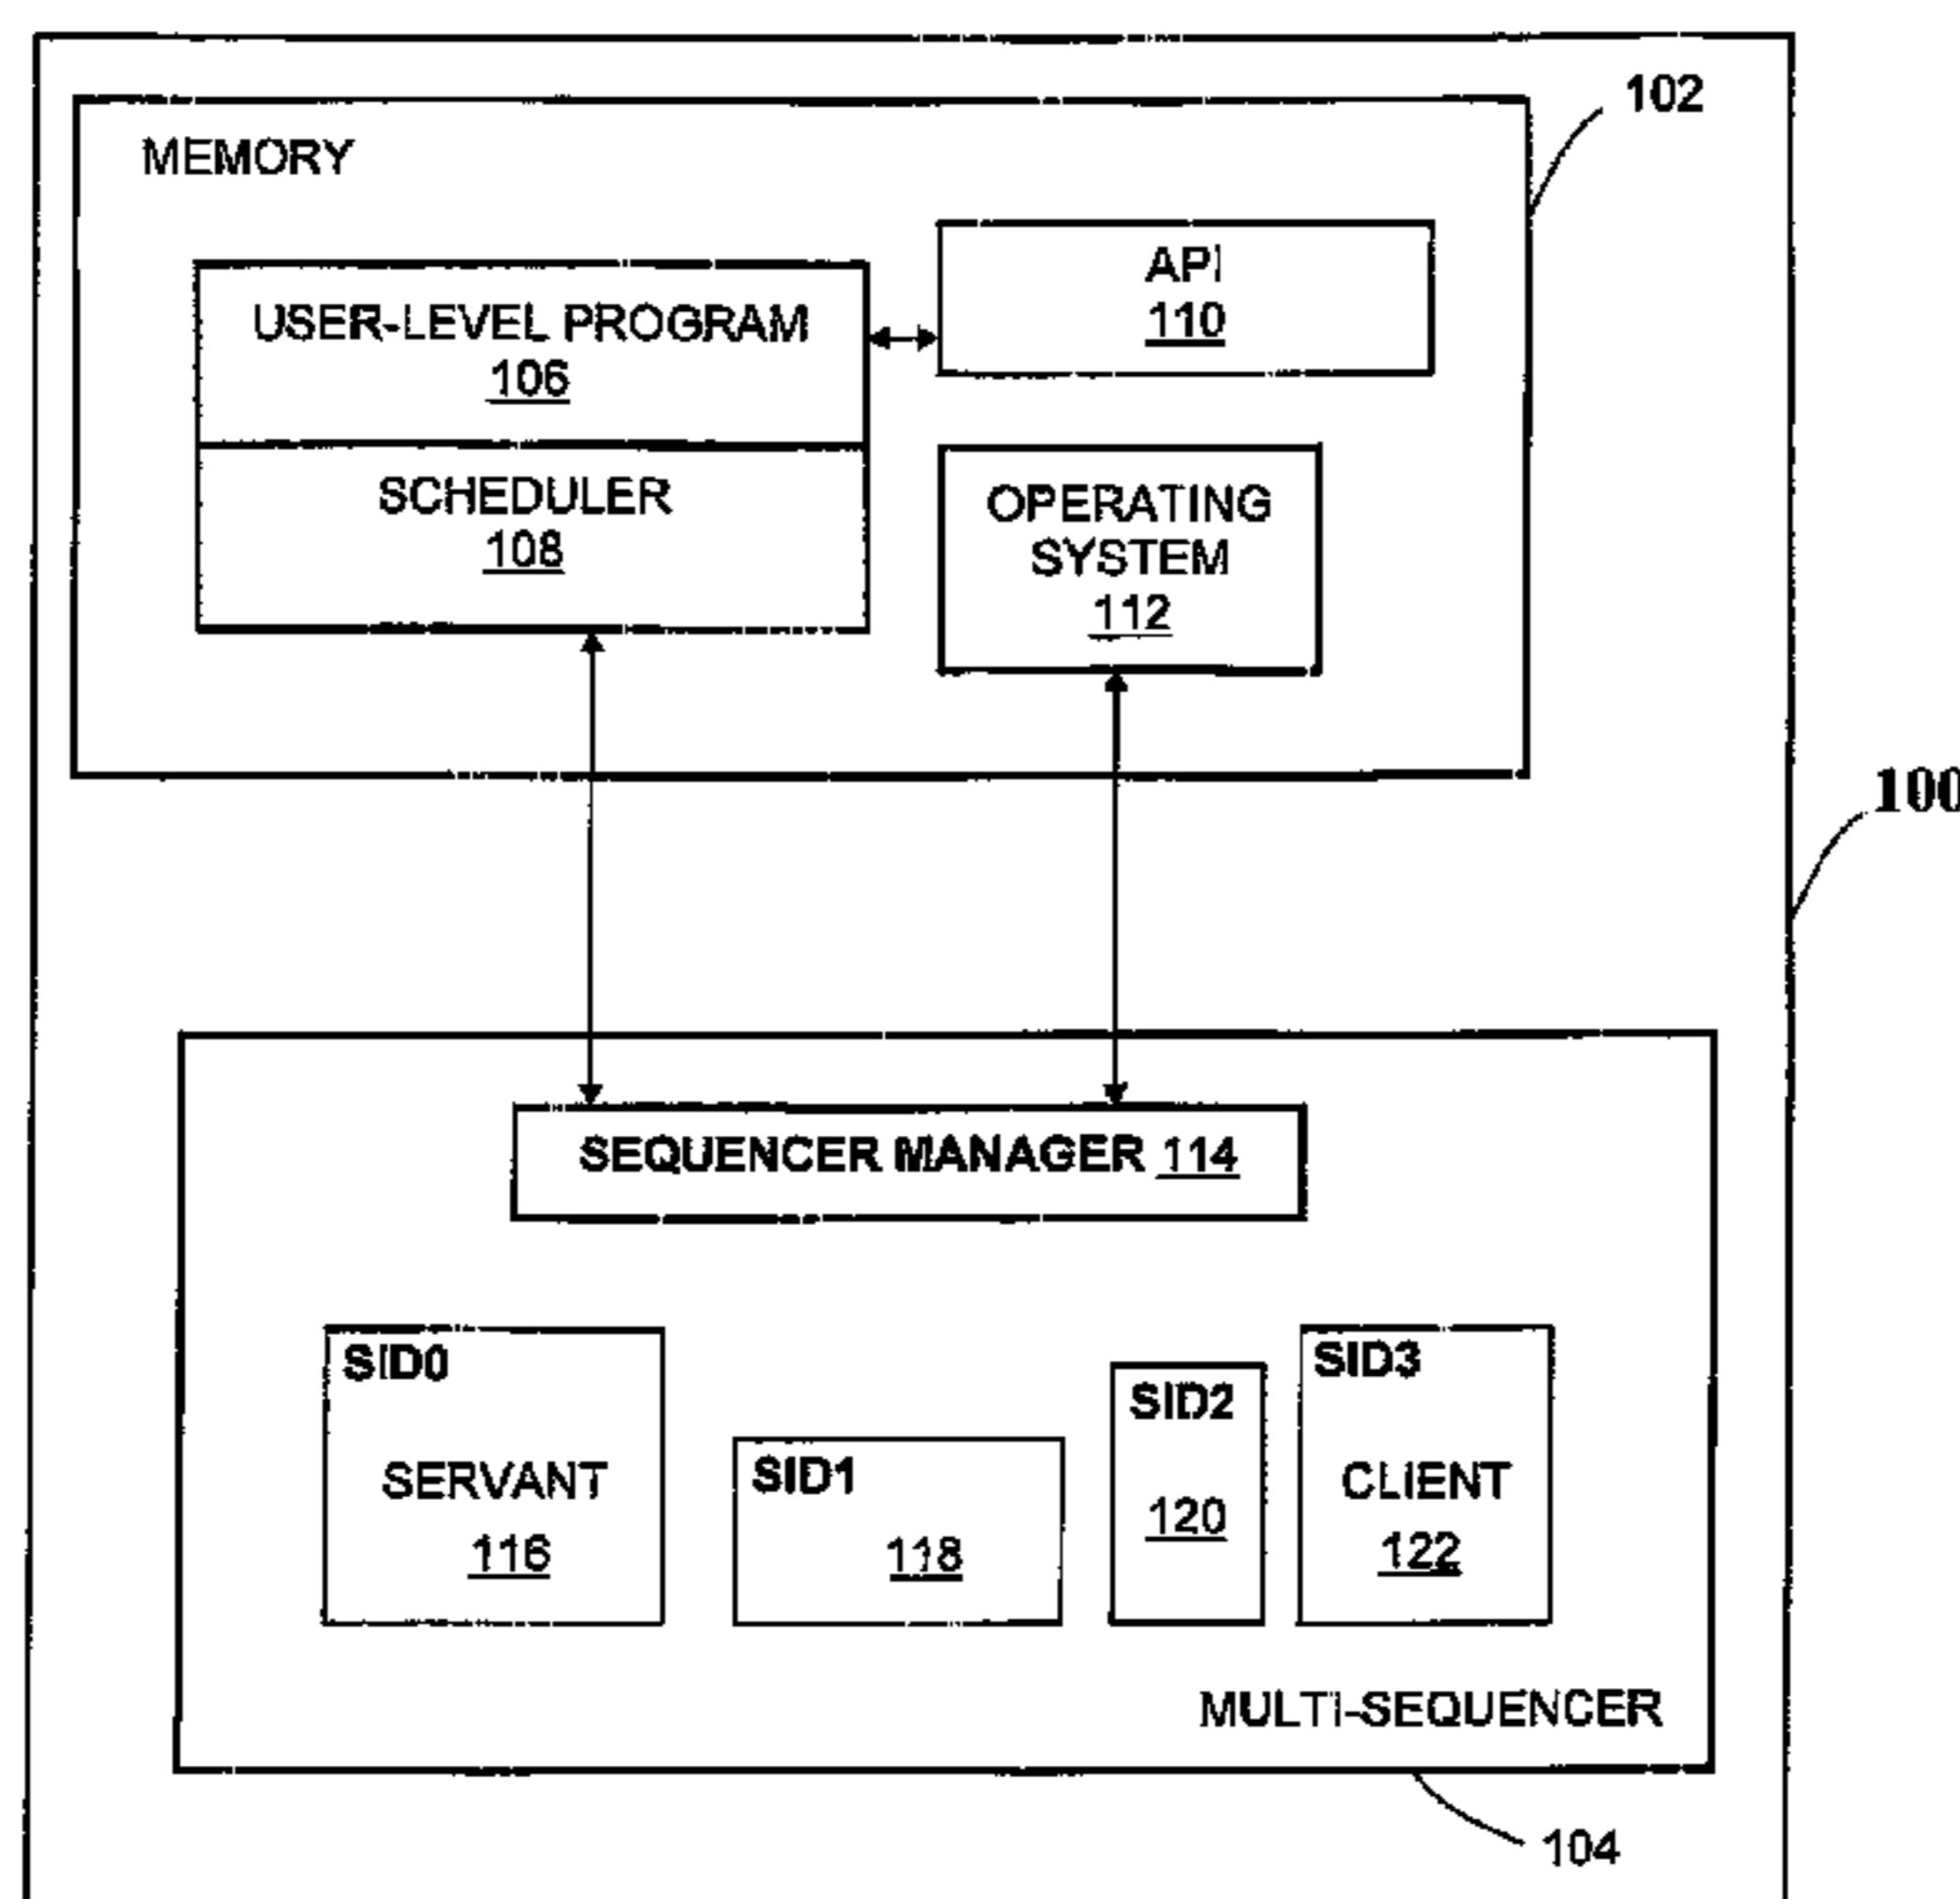 102
MEMORY
API
110
USER-LEVEL PROGRAM
106
SCHEDULER
108
OPERATING
SYSTEM
112
100
SEQUENCER MANAGER 114
SID0
SERVANT
116
SID1
118
SID2
120
SID3
CLIENT
122
MULTI-SEQUENCER
104